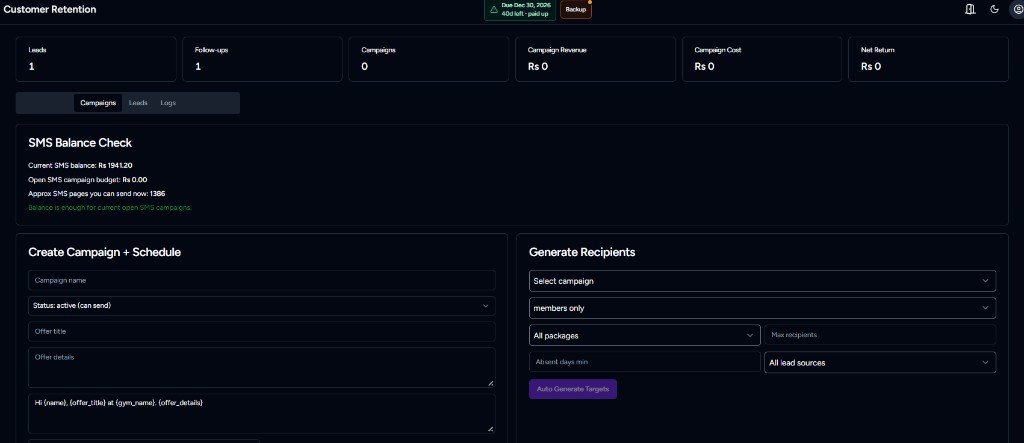 Customer Retention
Due Dec 30, 2026
40d left - paid up
Backup
Leads
1
Follow-ups
1
Campaigns
0
Campaign Revenue
Rs 0
Campaign Cost
Rs 0
Net Return
Rs 0
Campaigns Leads Logs
SMS Balance Check
Current SMS balance: Rs 1941.20
Open SMS campaign budget: Rs 0.00
Approx SMS pages you can send now: 1386
Balance is enough for current open SMS campaigns.
Create Campaign + Schedule
Campaign name
Status: active (can send)
Offer title
Offer details
Hi {name}, {offer_title} at {gym_name}. {offer_details}
Generate Recipients
Select campaign
members only
All packages
Max recipients
Absent days min
All lead sources
Auto Generate Targets